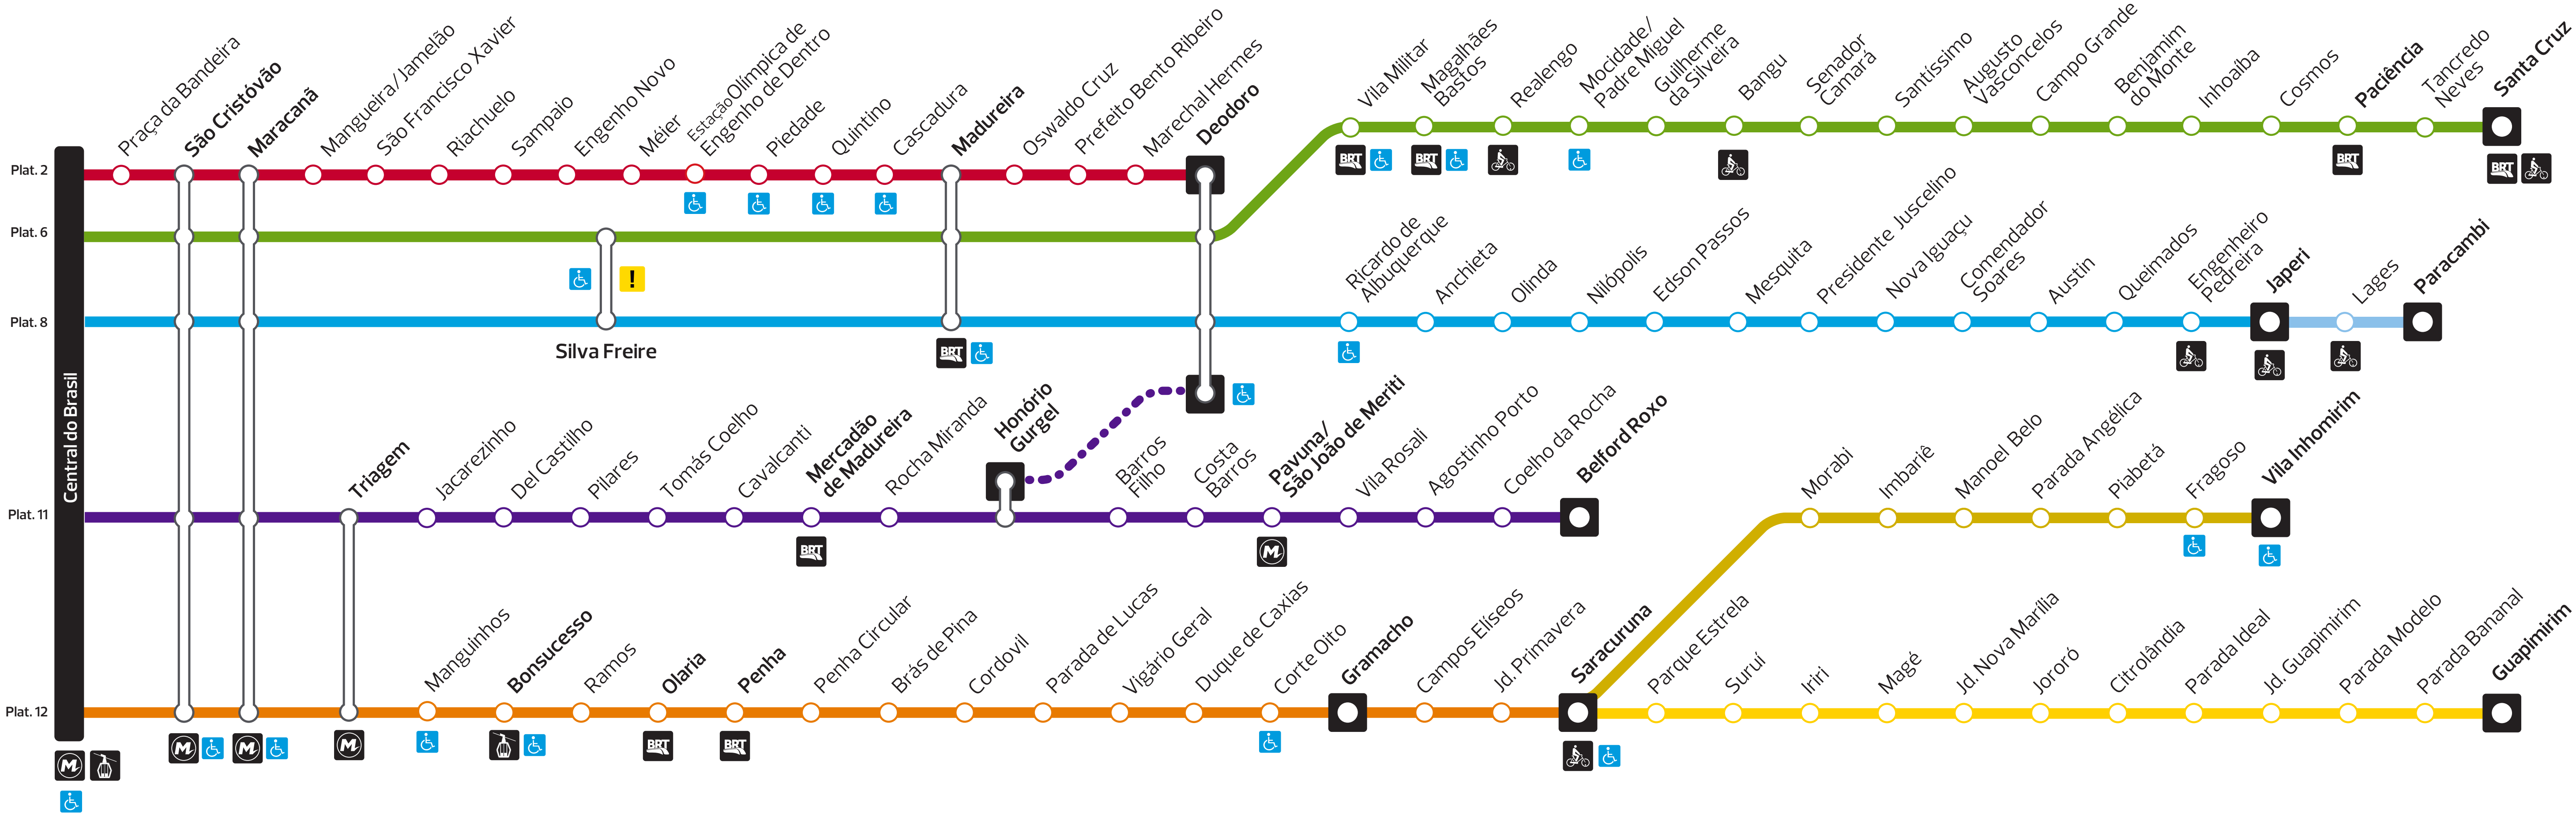 Plat. 2
Praça da Bandeira
São Cristóvão
Maracanã
Mangueira / Jamelão
São Francisco Xavier
Riachuelo
Sampaio
Engenho Novo
Méier
Estação Olímpica de
Engenho de Dentro
Piedade
Quintino
Cascadura
Madureira
Oswaldo Cruz
Prefeito Bento Ribeiro
Marechal Hermes
Deodoro
Vila Militar
Magalhães
Bastos
Realengo
Mocidade/
Padre Miguel
Guilherme
da Silveira
Bangu
Senador
Camará
Santíssimo
Augusto
Vasconcelos
Campo Grande
Benjamim
do Monte
Inhoaíba
Cosmos
Paciência
Tancredo
Neves
Santa Cruz
BRT
BRT
BRT
BRT
Plat. 6
!
Plat. 8
Silva Freire
BRT
Ricardo de
Albuquerque
Anchieta
Olinda
Nilópolis
Edson Passos
Mesquita
Presidente Juscelino
Nova Iguaçu
Comendador
Soares
Austin
Queimados
Engenheiro
Pedreira
Japeri
Lages
Paracambi
Central do Brasil
Plat. 11
Triagem
Jacarezinho
Del Castilho
Pilares
Tomás Coelho
Cavalcanti
Mercadão
de Madureira
Rocha Miranda
Honório
Gurgel
Barros
Filho
Costa
Barros
Pavuna/
São João de Meriti
Vila Rosali
Agostinho Porto
Coelho da Rocha
Belford Roxo
BRT
M
Morabi
Imbariê
Manoel Belo
Parada Angélica
Piabetá
Fragoso
Vila Inhomirim
Plat. 12
Manguinhos
Bonsucesso
Ramos
Olaria
Penha
Penha Circular
Brás de Pina
Cordovil
Parada de Lucas
Vigário Geral
Duque de Caxias
Corte Oito
Gramacho
Campos Elíseos
Jd. Primavera
Saracuruna
Parque Estrela
Suruí
Iriri
Magé
Jd. Nova Marília
Jororó
Citrolândia
Parada Ideal
Jd. Guapimirim
Parada Modelo
Parada Bananal
Guapimirim
M
M
M
M
BRT
BRT